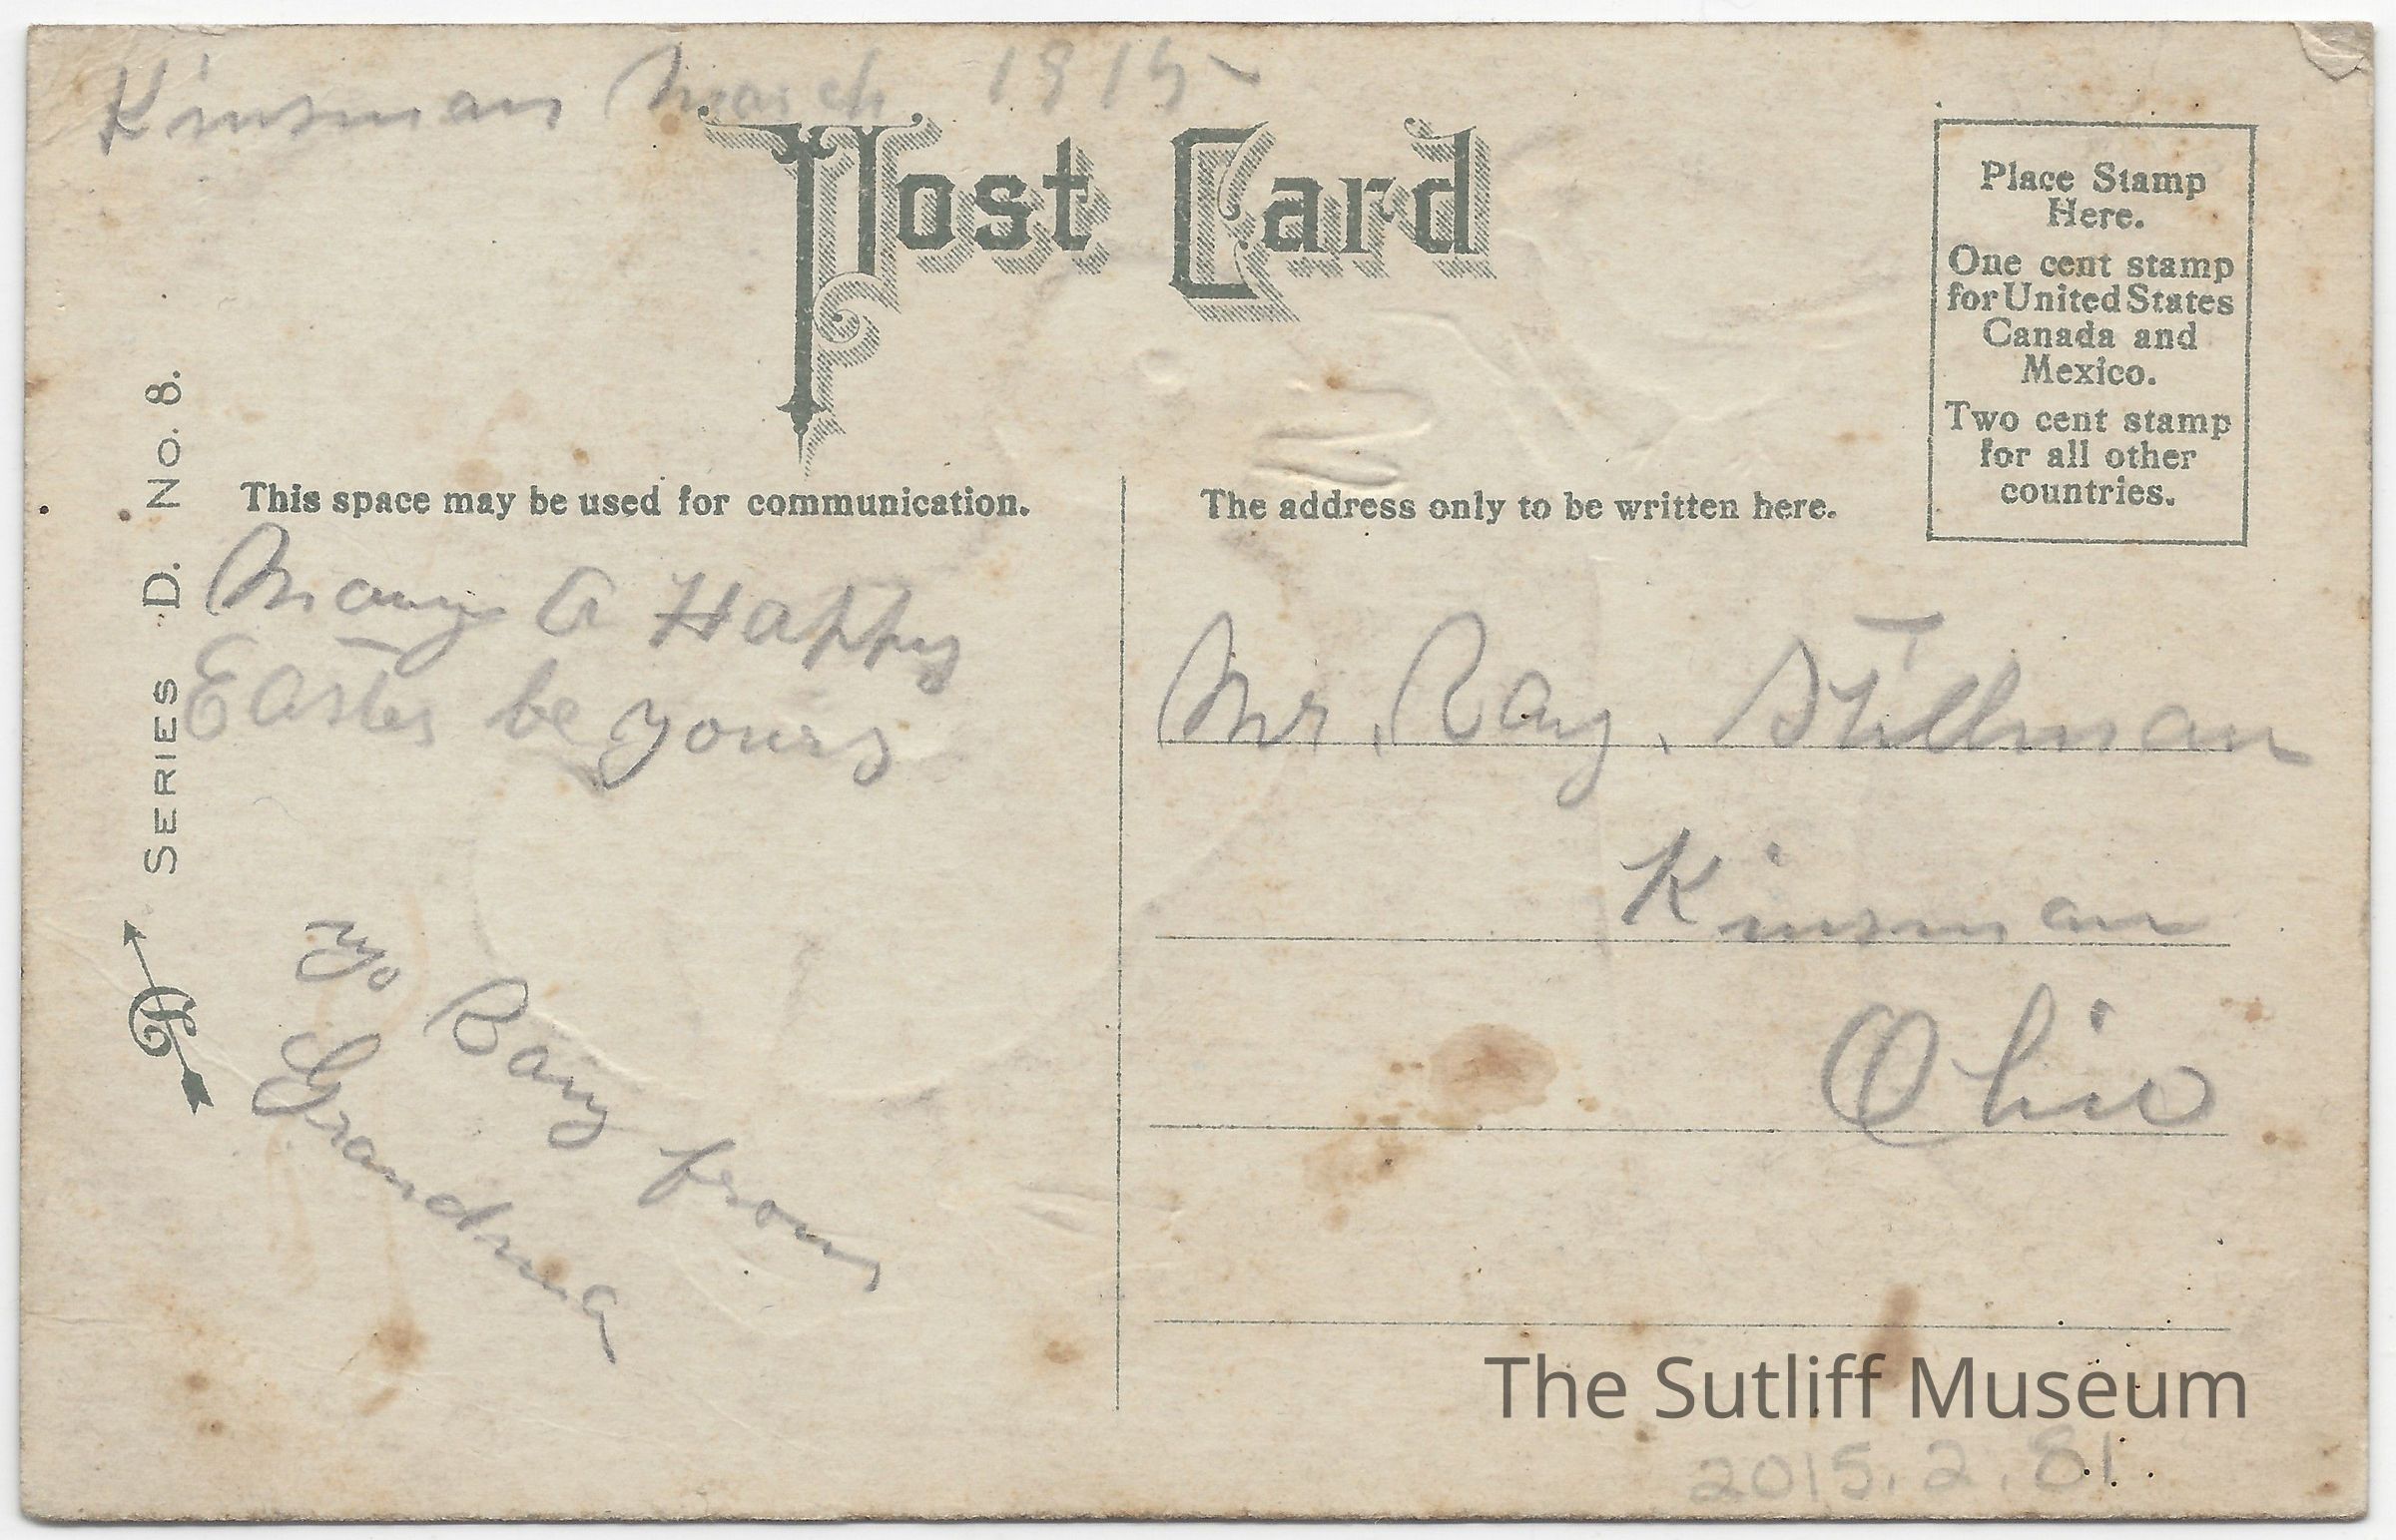 Kinsman March 1915
Post Card
Place Stamp
Here.
One cent stamp
for United States
Canada and
Mexico.
Two cent stamp
for all other
countries.
SERIES D. No. 8.
This space may be used for communication.
The address only to be written here.
May a Happy
Easter be yours
To Ray from
Grandma
Mr. Ray. Stillman
Kinsman
Ohio
The Sutliff Museum
2015.2.81